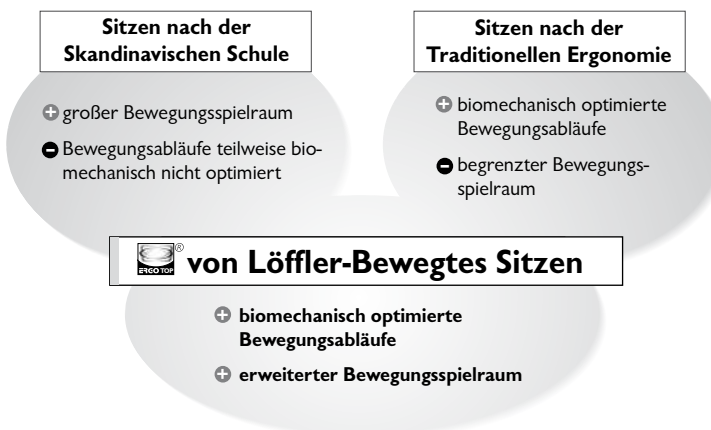 Sitzen nach der
Skandinavischen Schule
großer Bewegungsspielraum
Bewegungsabläufe teilweise bio-
mechanisch nicht optimiert
Sitzen nach der
Traditionellen Ergonomie
biomechanisch optimierte
Bewegungsabläufe
begrenzter Bewegungs-
spielraum
ERGO TOP® von Löffler-Bewegtes Sitzen
biomechanisch optimierte
Bewegungsabläufe
erweiterter Bewegungsspielraum